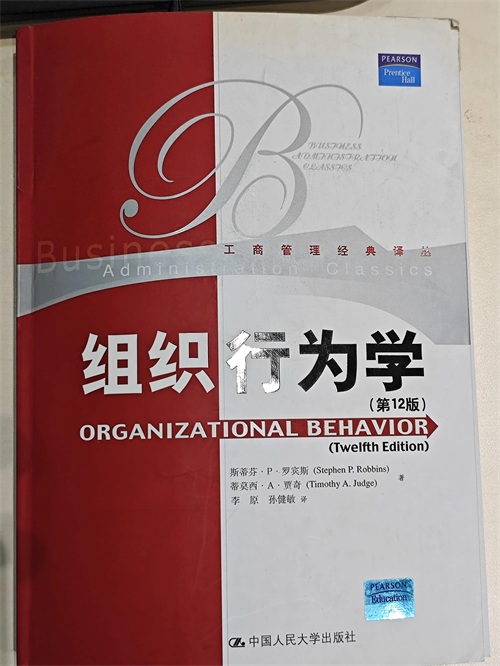 PEARSON
Prentice
Hall
B
BUSINESS
ADMINISTRATION
CLASSICS
工商管理经典译丛
Business
Administration Classics
组织行为学
(第12版)
ORGANIZATIONAL BEHAVIOR
(Twelfth Edition)
斯蒂芬·P·罗宾斯 (Stephen P. Robbins)
蒂莫西·A·贾奇 (Timothy A. Judge) 著
李 原 孙健敏 译
PEARSON
Education
中国人民大学出版社